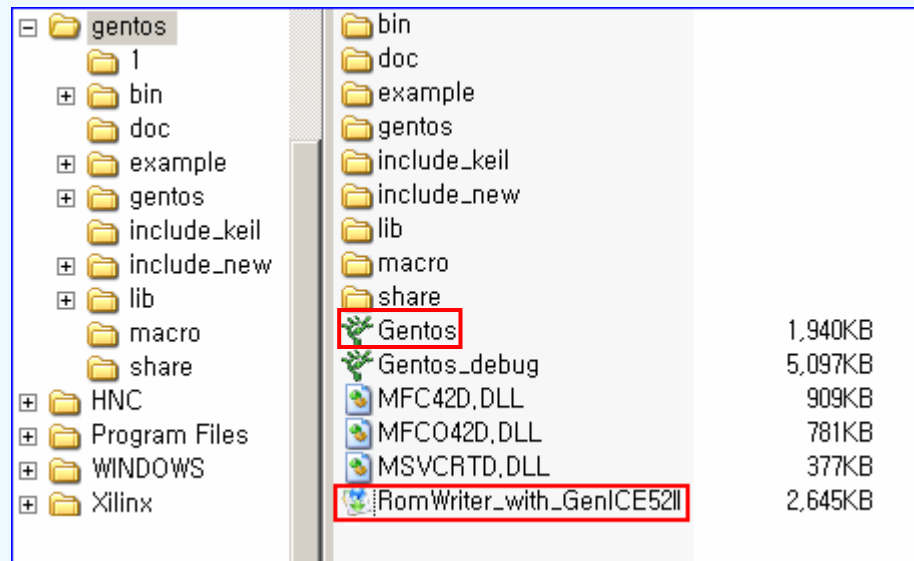 gentos
1
bin
doc
example
gentos
include_keil
include_new
lib
macro
share
HNC
Program Files
WINDOWS
Xilinx
bin
doc
example
gentos
include_keil
include_new
lib
macro
share
Gentos 1,940KB
Gentos_debug 5,097KB
MFC42D,DLL 909KB
MFCO42D,DLL 781KB
MSVCRTD,DLL 377KB
RomWriter_with_GenICE52II 2,645KB